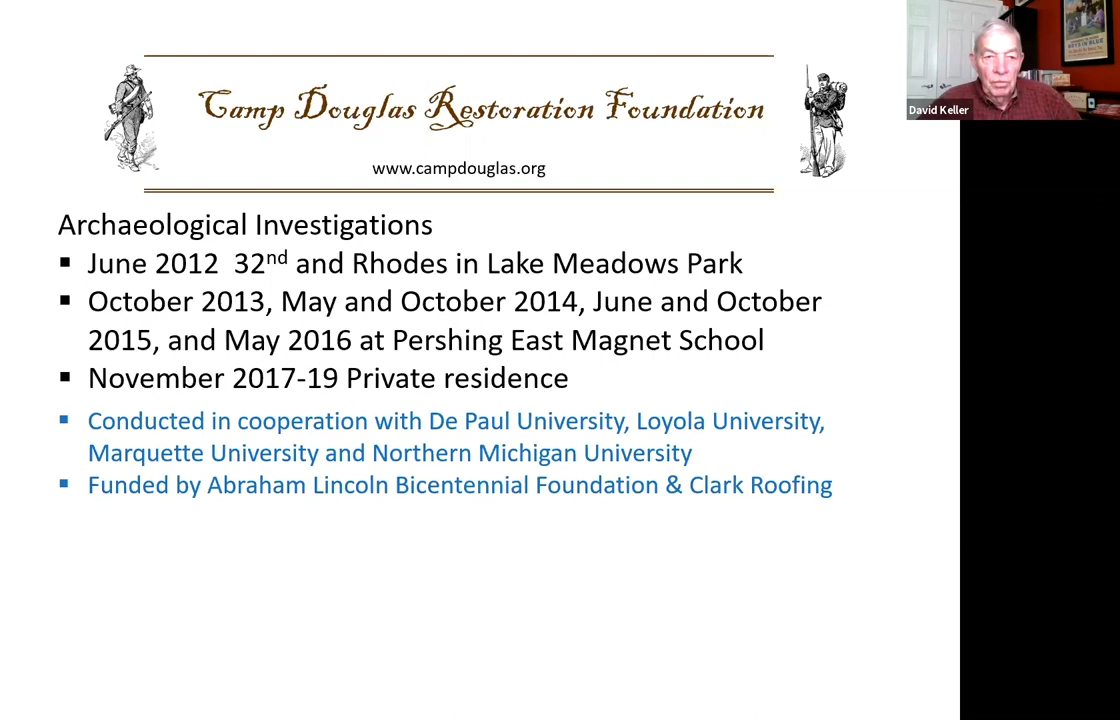 Camp Douglas Restoration Foundation
www.campdouglas.org
David Keller
Archaeological Investigations
▪ June 2012  32nd and Rhodes in Lake Meadows Park
▪ October 2013, May and October 2014, June and October
2015, and May 2016 at Pershing East Magnet School
▪ November 2017-19 Private residence
▪ Conducted in cooperation with De Paul University, Loyola University,
Marquette University and Northern Michigan University
▪ Funded by Abraham Lincoln Bicentennial Foundation & Clark Roofing